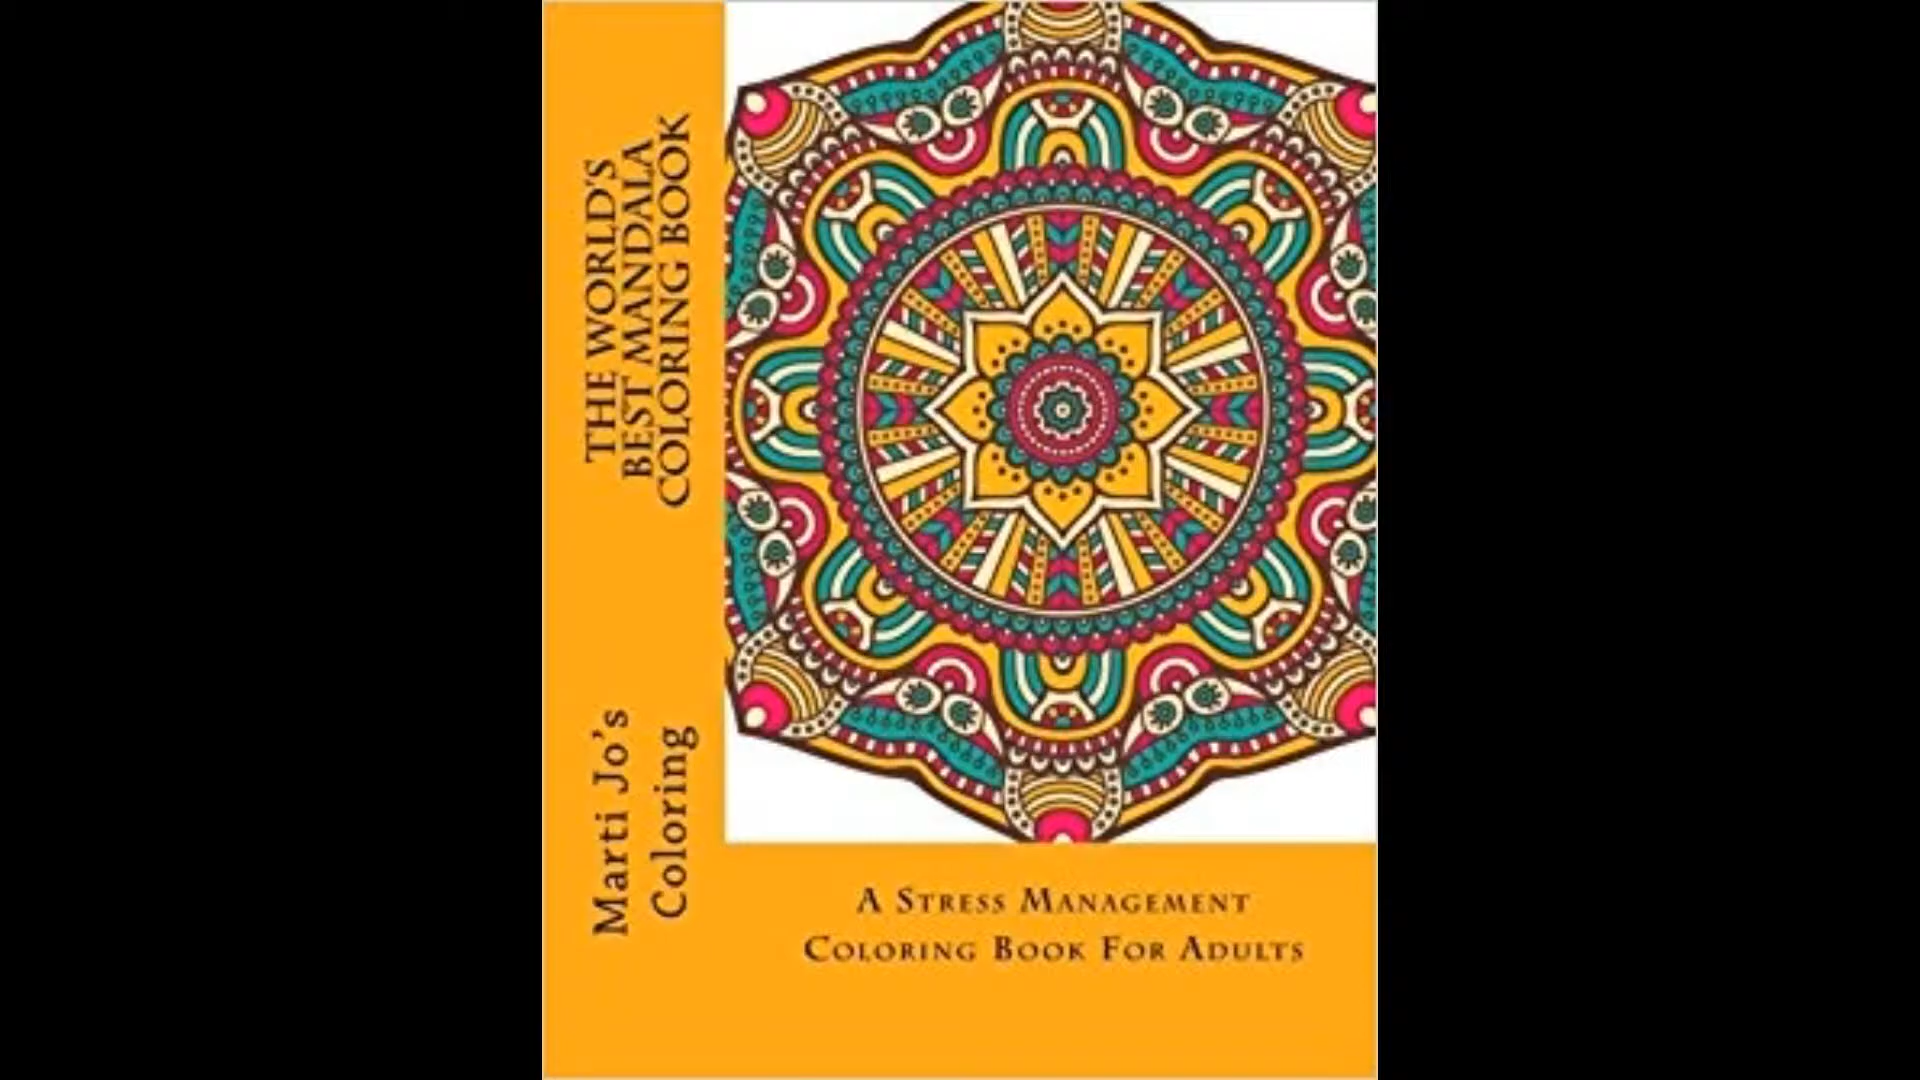 THE WORLD'S
BEST MANDALA
COLORING BOOK
Marti Jo's
Coloring
A STRESS MANAGEMENT
COLORING BOOK FOR ADULTS